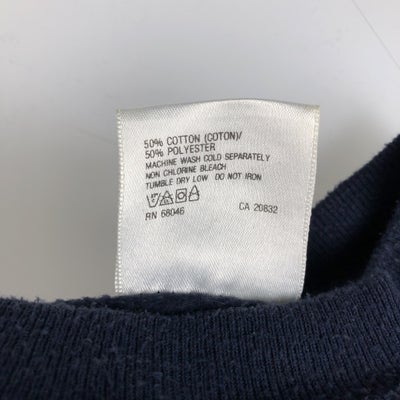 50% COTTON (COTON)/
50% POLYESTER
MACHINE WASH COLD SEPARATELY
NON CHLORINE BLEACH
TUMBLE DRY LOW DO NOT IRON
RN 68046 CA 20832